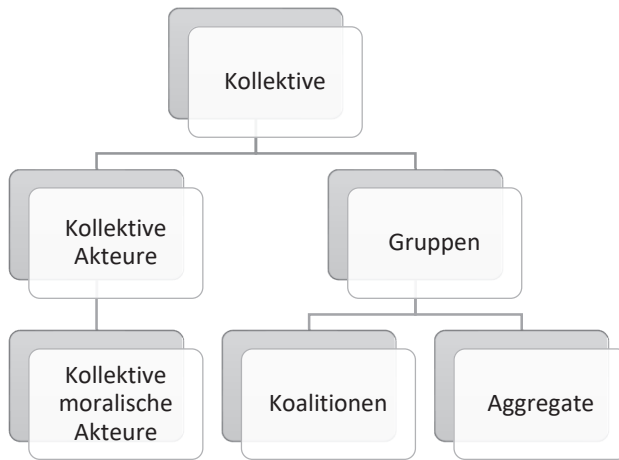 Kollektive
Kollektive
Akteure
Gruppen
Kollektive
moralische
Akteure
Koalitionen
Aggregate